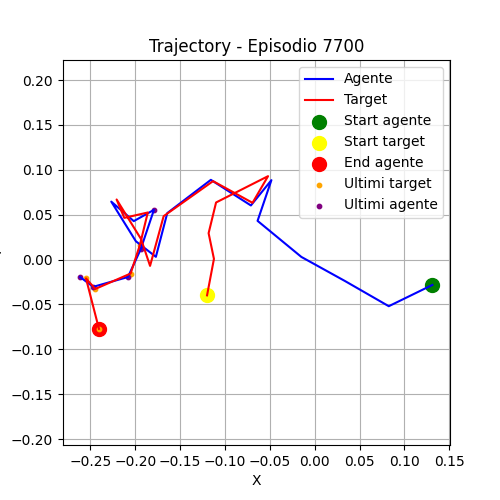 Trajectory - Episodio 7700
Agente
Target
Start agente
Start target
End agente
Ultimi target
Ultimi agente
0.20
0.15
0.10
0.05
0.00
−0.05
−0.10
−0.15
−0.20
−0.25 −0.20 −0.15 −0.10 −0.05 0.00 0.05 0.10 0.15
X